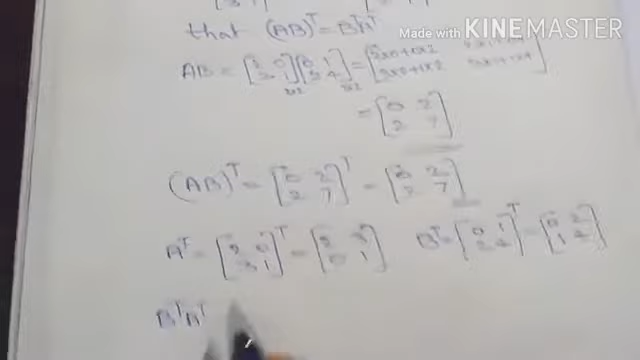 Made with KINEMASTER
that (AB)ᵀ = BᵀAᵀ
AB = [2 0 3 1][0 1 2 4] = [
2x2 2x2
= [0 2 2 7]
(AB)ᵀ = [0 2 2 7]ᵀ = [0 2 2 7]
Aᵀ = [2 0 3 1]ᵀ = [2 3 0 1] Bᵀ = [0 1 2 4]ᵀ = [0 2 1 4]
BᵀAᵀ